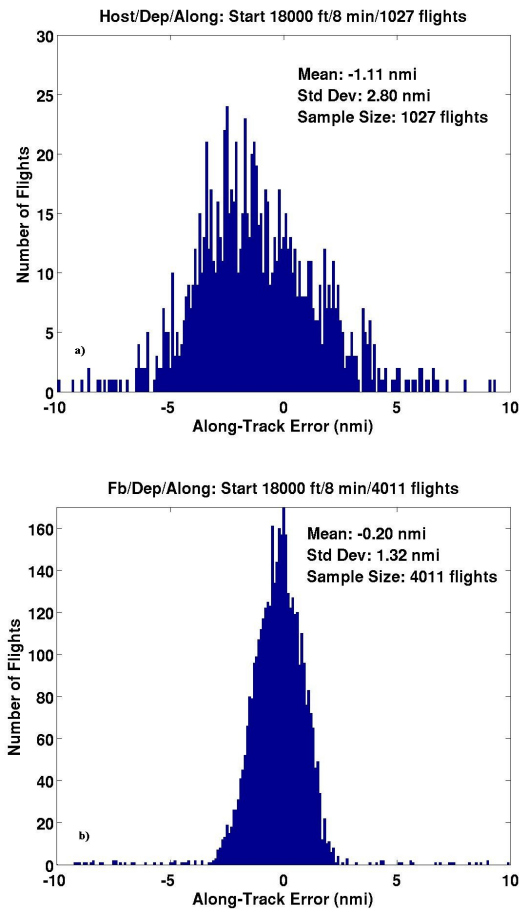 Host/Dep/Along: Start 18000 ft/8 min/1027 flights
30
25
20
15
10
5
0
Number of Flights
Mean: -1.11 nmi
Std Dev: 2.80 nmi
Sample Size: 1027 flights
a)
-10 -5 0 5 10
Along-Track Error (nmi)
Fb/Dep/Along: Start 18000 ft/8 min/4011 flights
160
140
120
100
80
60
40
20
0
Number of Flights
Mean: -0.20 nmi
Std Dev: 1.32 nmi
Sample Size: 4011 flights
b)
-10 -5 0 5 10
Along-Track Error (nmi)